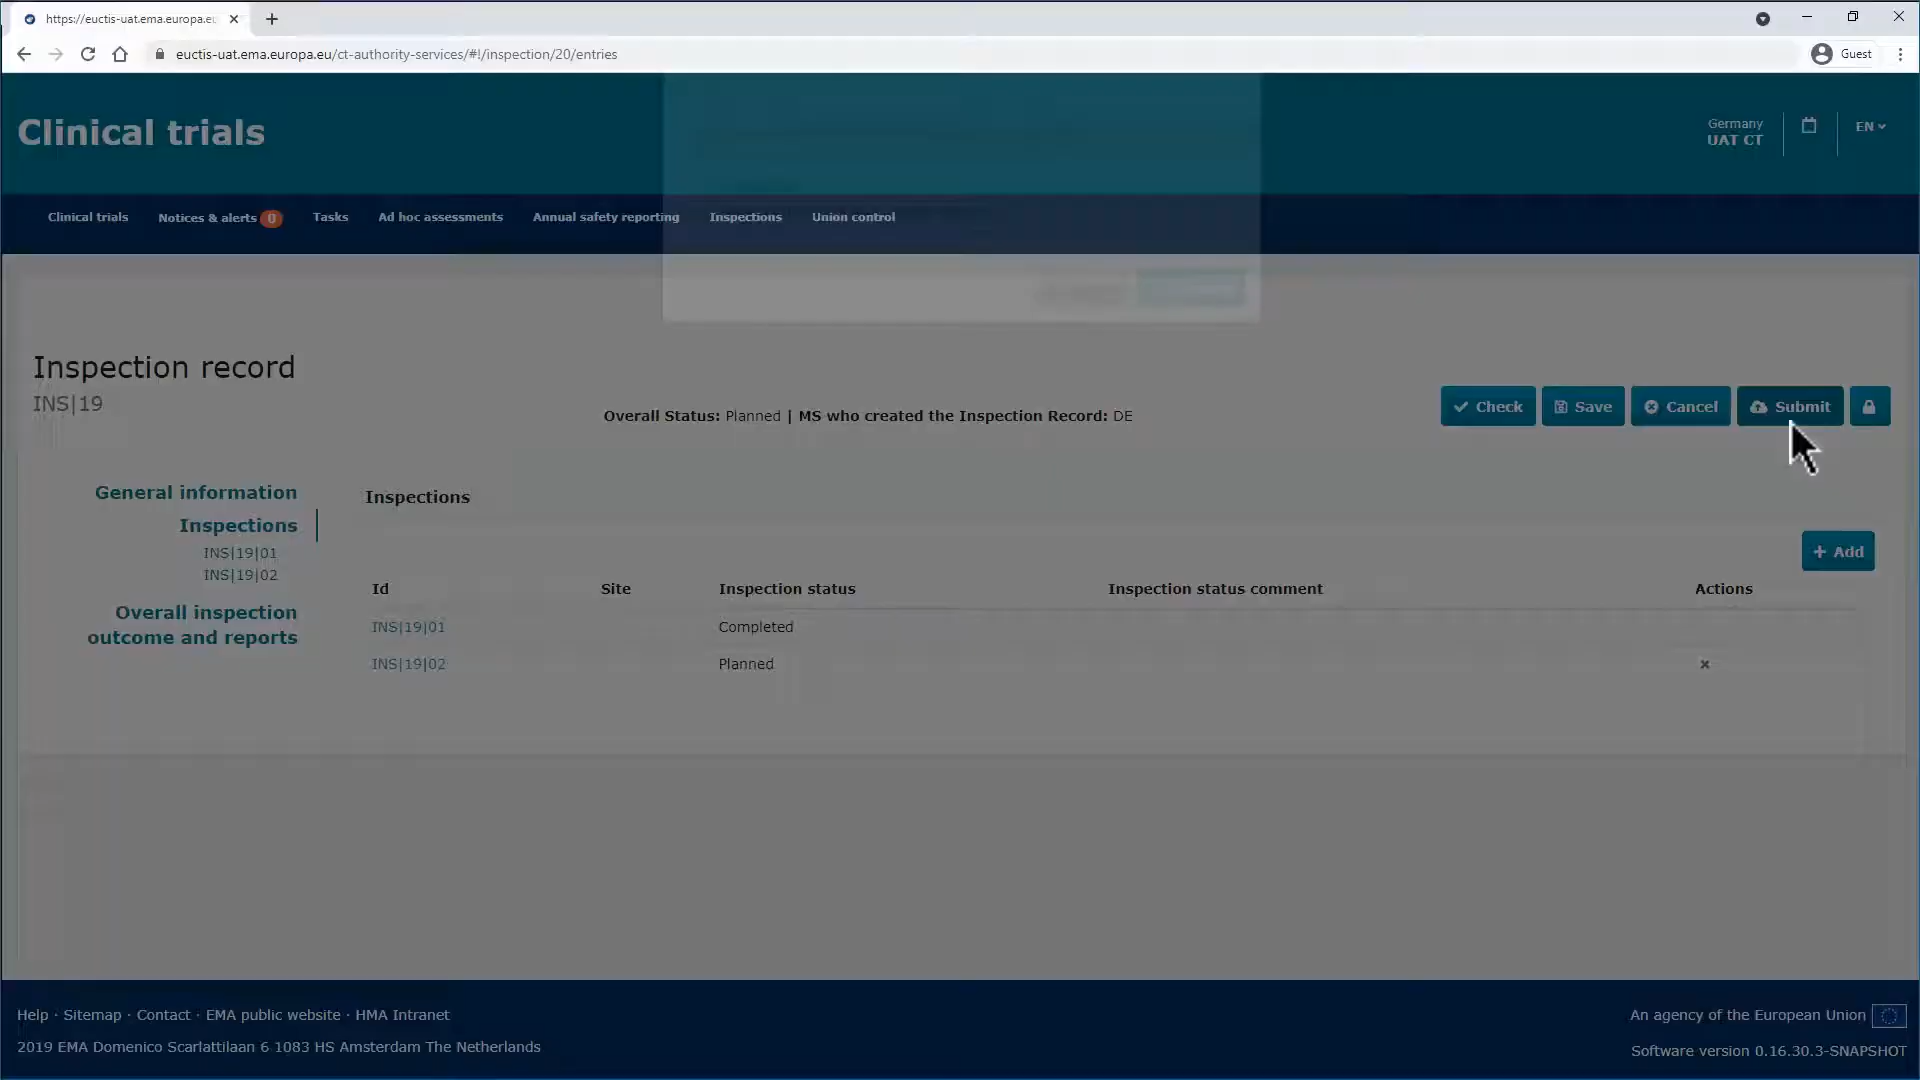 https://euctis-uat.ema.europa.eu
euctis-uat.ema.europa.eu/ct-authority-services/#!/inspection/20/entries
Guest
Clinical trials
Germany
UAT CT
EN
Clinical trials
Notices & alerts 0
Tasks
Ad hoc assessments
Annual safety reporting
Inspections
Union control
Inspection record
INS|19
Overall Status: Planned | MS who created the Inspection Record: DE
Check
Save
Cancel
Submit
General information
Inspections
INS|19|01
INS|19|02
Overall inspection
outcome and reports
Inspections
+ Add
Id Site Inspection status Inspection status comment Actions
INS|19|01 Completed
INS|19|02 Planned
Help · Sitemap · Contact · EMA public website · HMA Intranet
2019 EMA Domenico Scarlattilaan 6 1083 HS Amsterdam The Netherlands
An agency of the European Union
Software version 0.16.30.3-SNAPSHOT